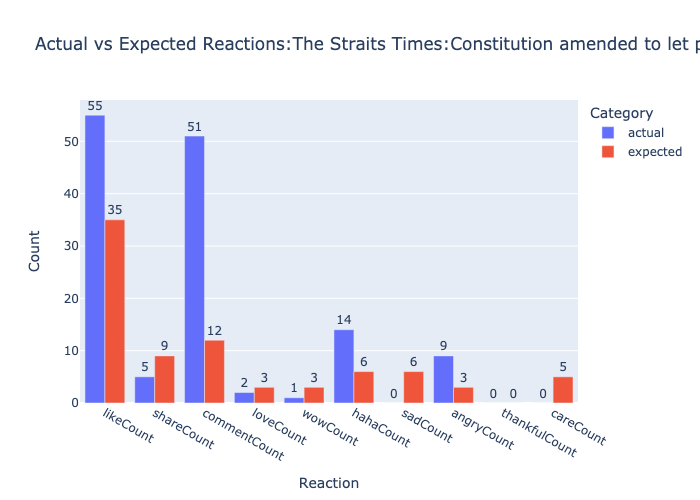 Actual vs Expected Reactions:The Straits Times:Constitution amended to let p
Category
actual
expected
Count
50
40
30
20
10
0
55
35
5
9
51
12
2
3
1
3
14
6
0
6
9
3
0
0
0
5
likeCount
shareCount
commentCount
loveCount
wowCount
hahaCount
sadCount
angryCount
thankfulCount
careCount
Reaction